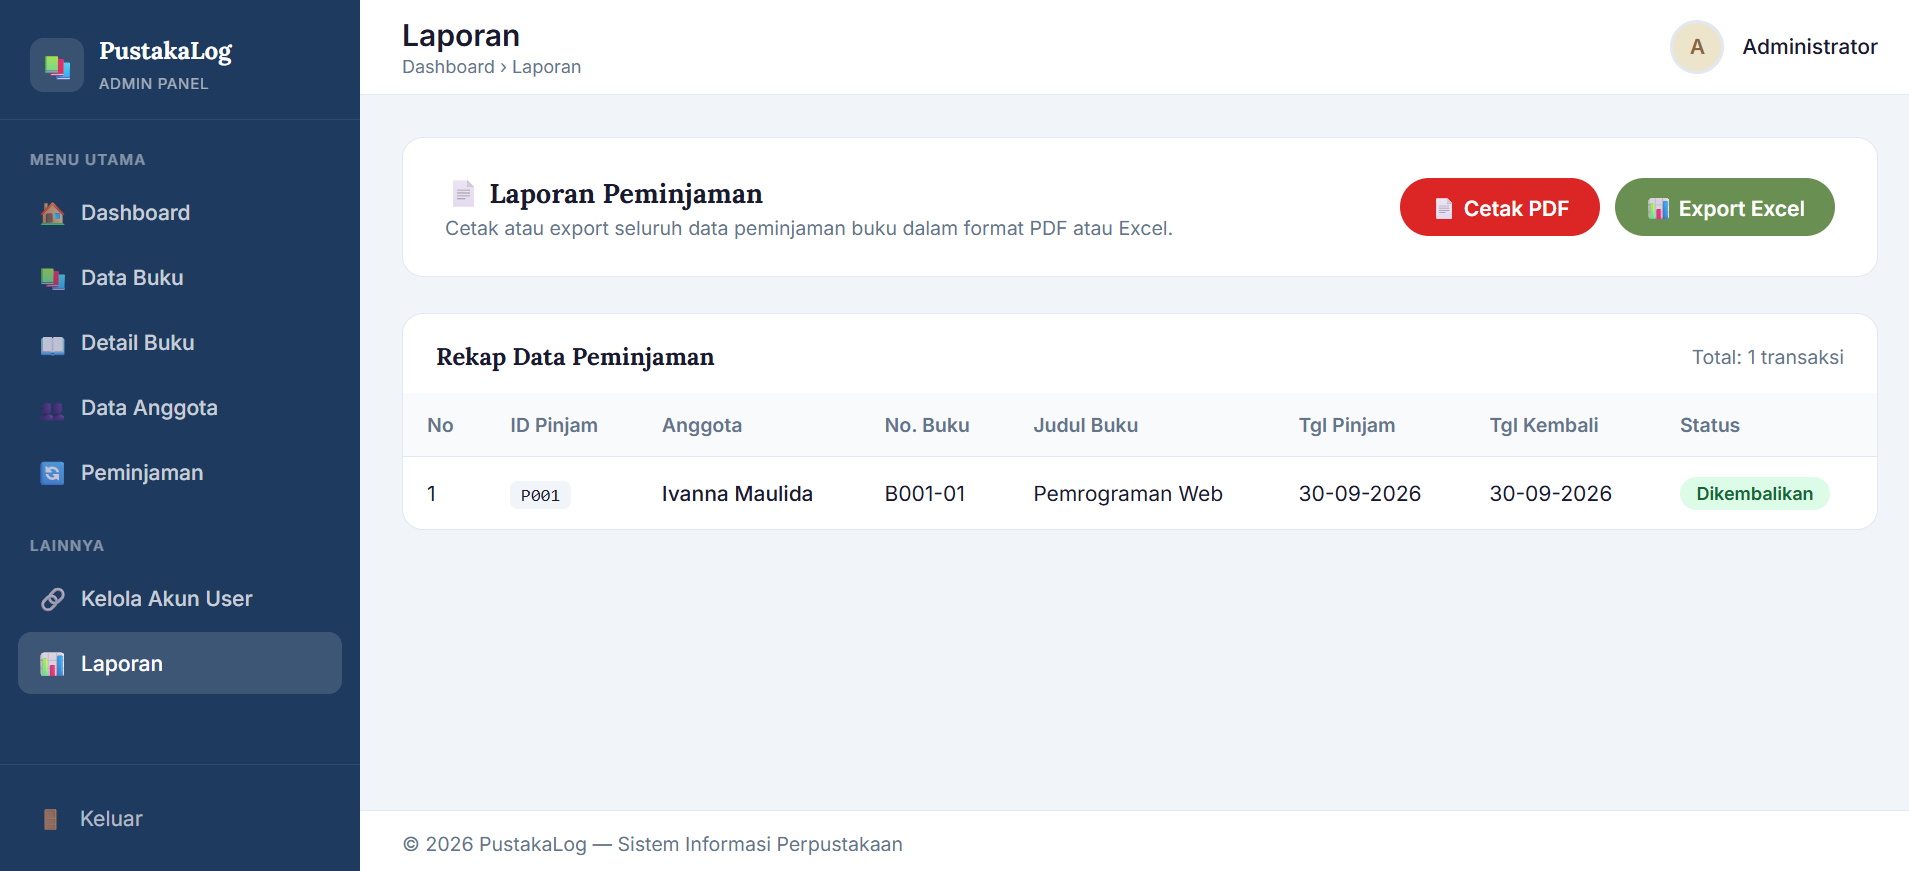 PustakaLog
ADMIN PANEL
MENU UTAMA
Dashboard
Data Buku
Detail Buku
Data Anggota
Peminjaman
LAINNYA
Kelola Akun User
Laporan
Keluar
Laporan
Dashboard › Laporan
A Administrator
Laporan Peminjaman
Cetak atau export seluruh data peminjaman buku dalam format PDF atau Excel.
Cetak PDF Export Excel
Rekap Data Peminjaman Total: 1 transaksi
No ID Pinjam Anggota No. Buku Judul Buku Tgl Pinjam Tgl Kembali Status
1 P001 Ivanna Maulida B001-01 Pemrograman Web 30-09-2026 30-09-2026 Dikembalikan
© 2026 PustakaLog — Sistem Informasi Perpustakaan